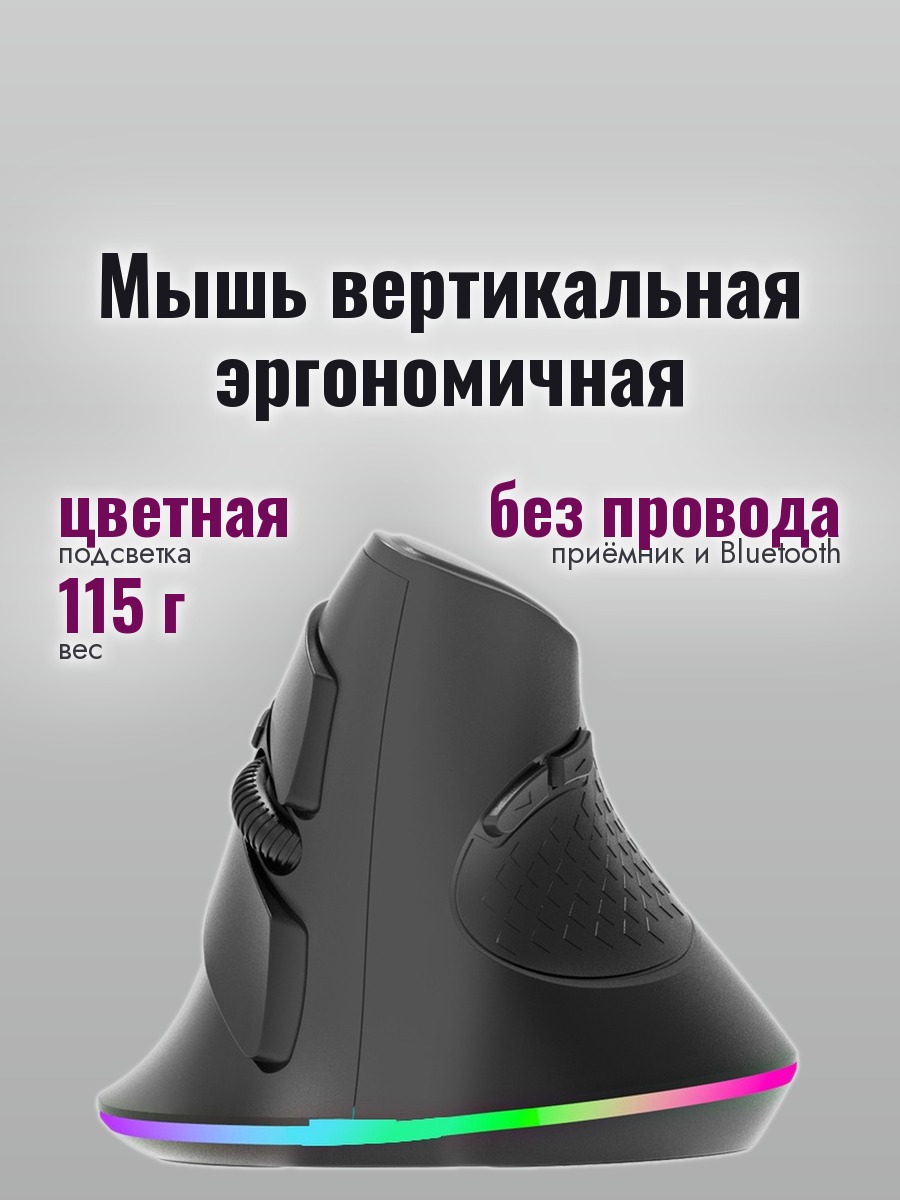 Мышь вертикальная
эргономичная
цветная
подсветка
115 г
вес
без провода
приёмник и Bluetooth